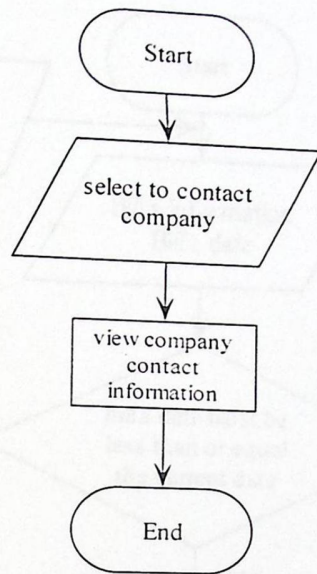 Start
select to contact
company
view company
contact
information
End